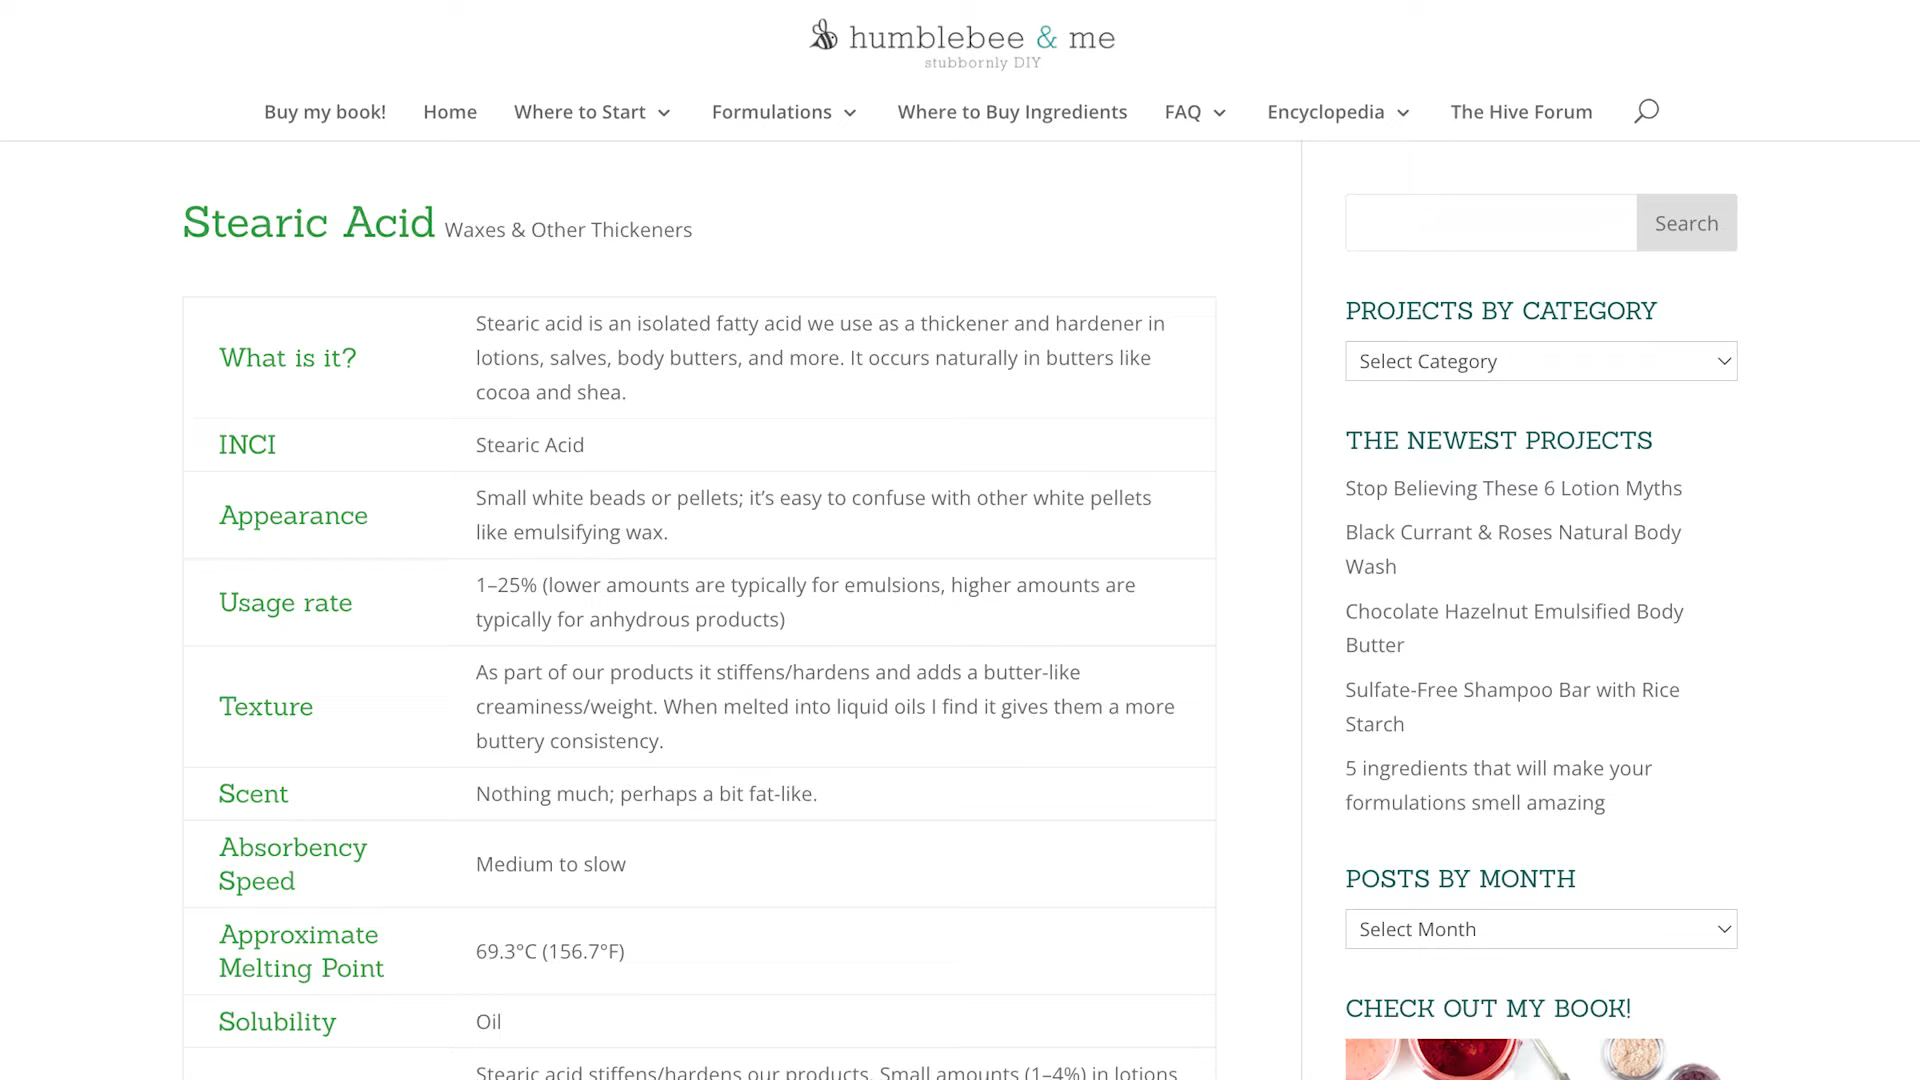 humblebee & me
stubbornly DIY
Buy my book!
Home
Where to Start
Formulations
Where to Buy Ingredients
FAQ
Encyclopedia
The Hive Forum
Stearic Acid Waxes & Other Thickeners
What is it?
Stearic acid is an isolated fatty acid we use as a thickener and hardener in
lotions, salves, body butters, and more. It occurs naturally in butters like
cocoa and shea.
INCI
Stearic Acid
Appearance
Small white beads or pellets; it’s easy to confuse with other white pellets
like emulsifying wax.
Usage rate
1–25% (lower amounts are typically for emulsions, higher amounts are
typically for anhydrous products)
Texture
As part of our products it stiffens/hardens and adds a butter-like
creaminess/weight. When melted into liquid oils I find it gives them a more
buttery consistency.
Scent
Nothing much; perhaps a bit fat-like.
Absorbency
Speed
Medium to slow
Approximate
Melting Point
69.3°C (156.7°F)
Solubility
Oil
Stearic acid stiffens/hardens our products. Small amounts (1–4%) in lotions
Search
PROJECTS BY CATEGORY
Select Category
THE NEWEST PROJECTS
Stop Believing These 6 Lotion Myths
Black Currant & Roses Natural Body
Wash
Chocolate Hazelnut Emulsified Body
Butter
Sulfate-Free Shampoo Bar with Rice
Starch
5 ingredients that will make your
formulations smell amazing
POSTS BY MONTH
Select Month
CHECK OUT MY BOOK!